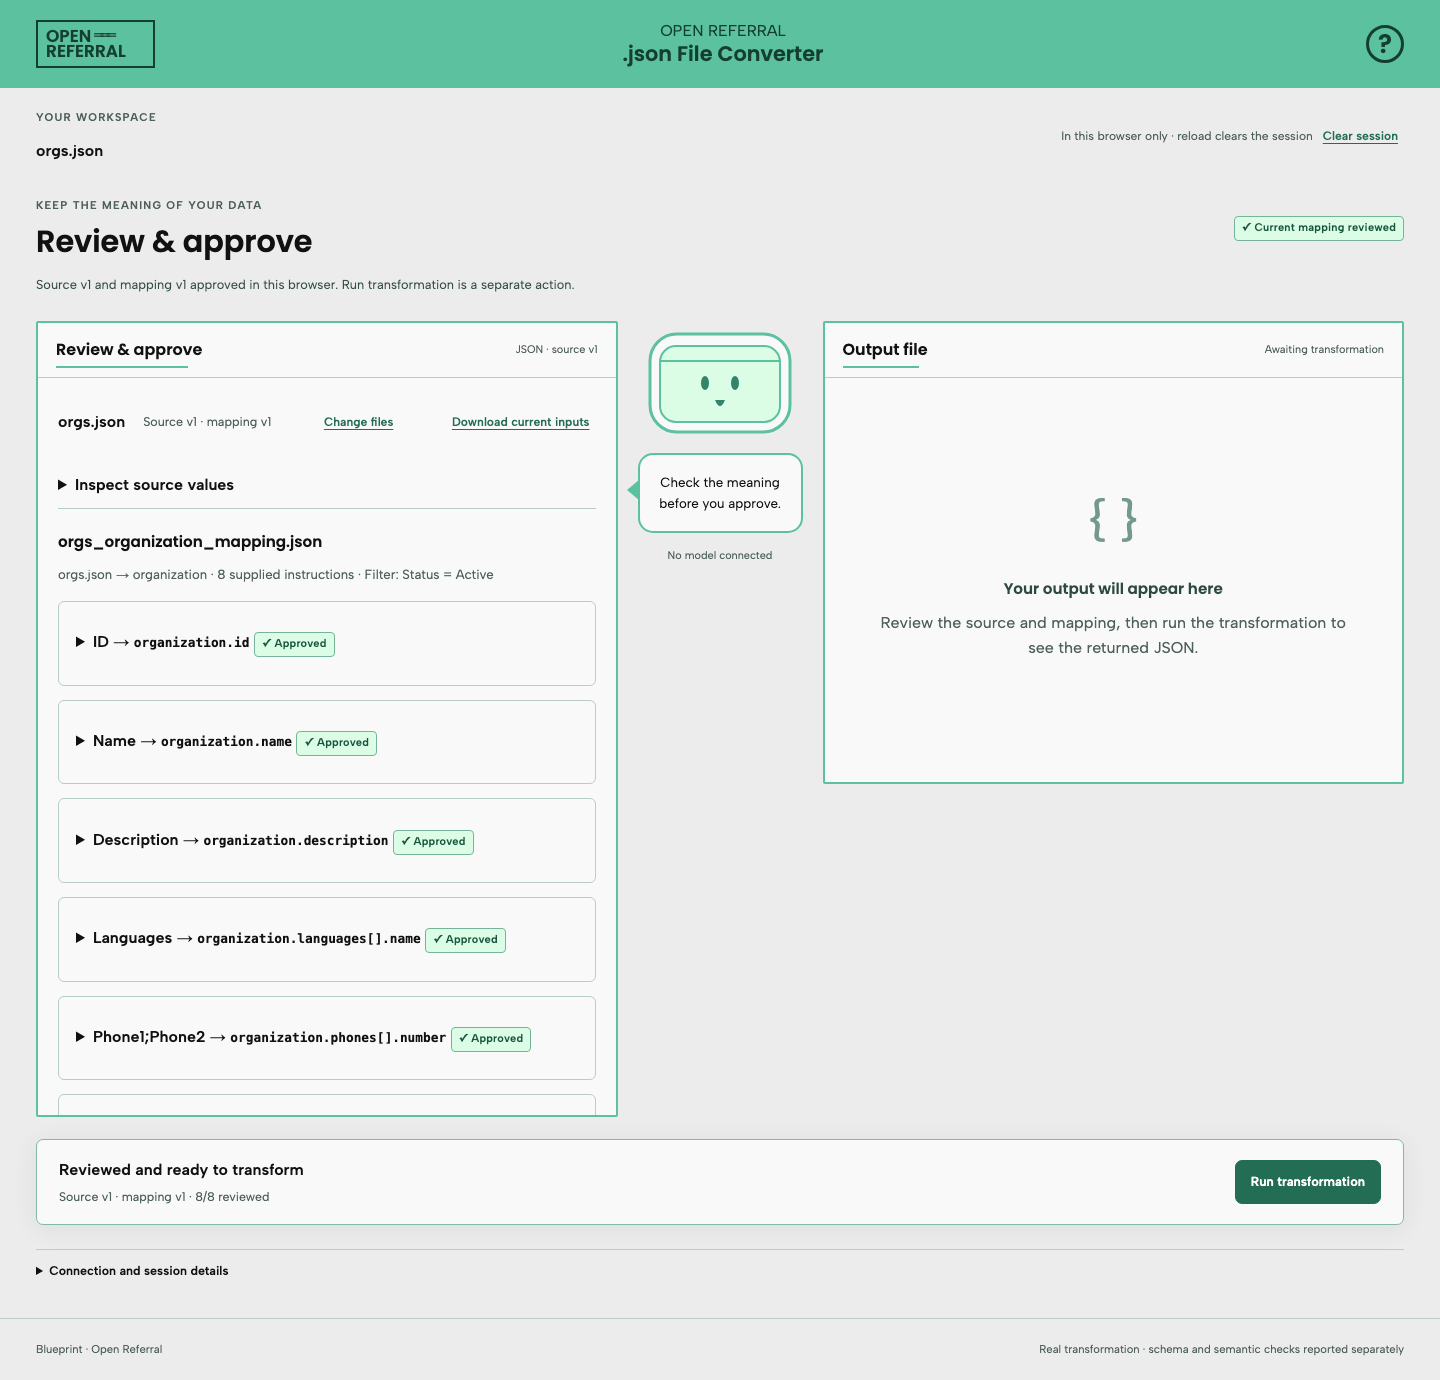 OPEN
REFERRAL
OPEN REFERRAL
.json File Converter
?
YOUR WORKSPACE
orgs.json
In this browser only · reload clears the session Clear session
KEEP THE MEANING OF YOUR DATA
Review & approve
✓ Current mapping reviewed
Source v1 and mapping v1 approved in this browser. Run transformation is a separate action.
Review & approve
JSON · source v1
orgs.json Source v1 · mapping v1 Change files Download current inputs
Inspect source values
orgs_organization_mapping.json
orgs.json → organization · 8 supplied instructions · Filter: Status = Active
ID → organization.id ✓ Approved
Name → organization.name ✓ Approved
Description → organization.description ✓ Approved
Languages → organization.languages[].name ✓ Approved
Phone1;Phone2 → organization.phones[].number ✓ Approved
Check the meaning
before you approve.
No model connected
Output file
Awaiting transformation
{ }
Your output will appear here
Review the source and mapping, then run the transformation to
see the returned JSON.
Reviewed and ready to transform
Source v1 · mapping v1 · 8/8 reviewed
Run transformation
Connection and session details
Blueprint · Open Referral
Real transformation · schema and semantic checks reported separately